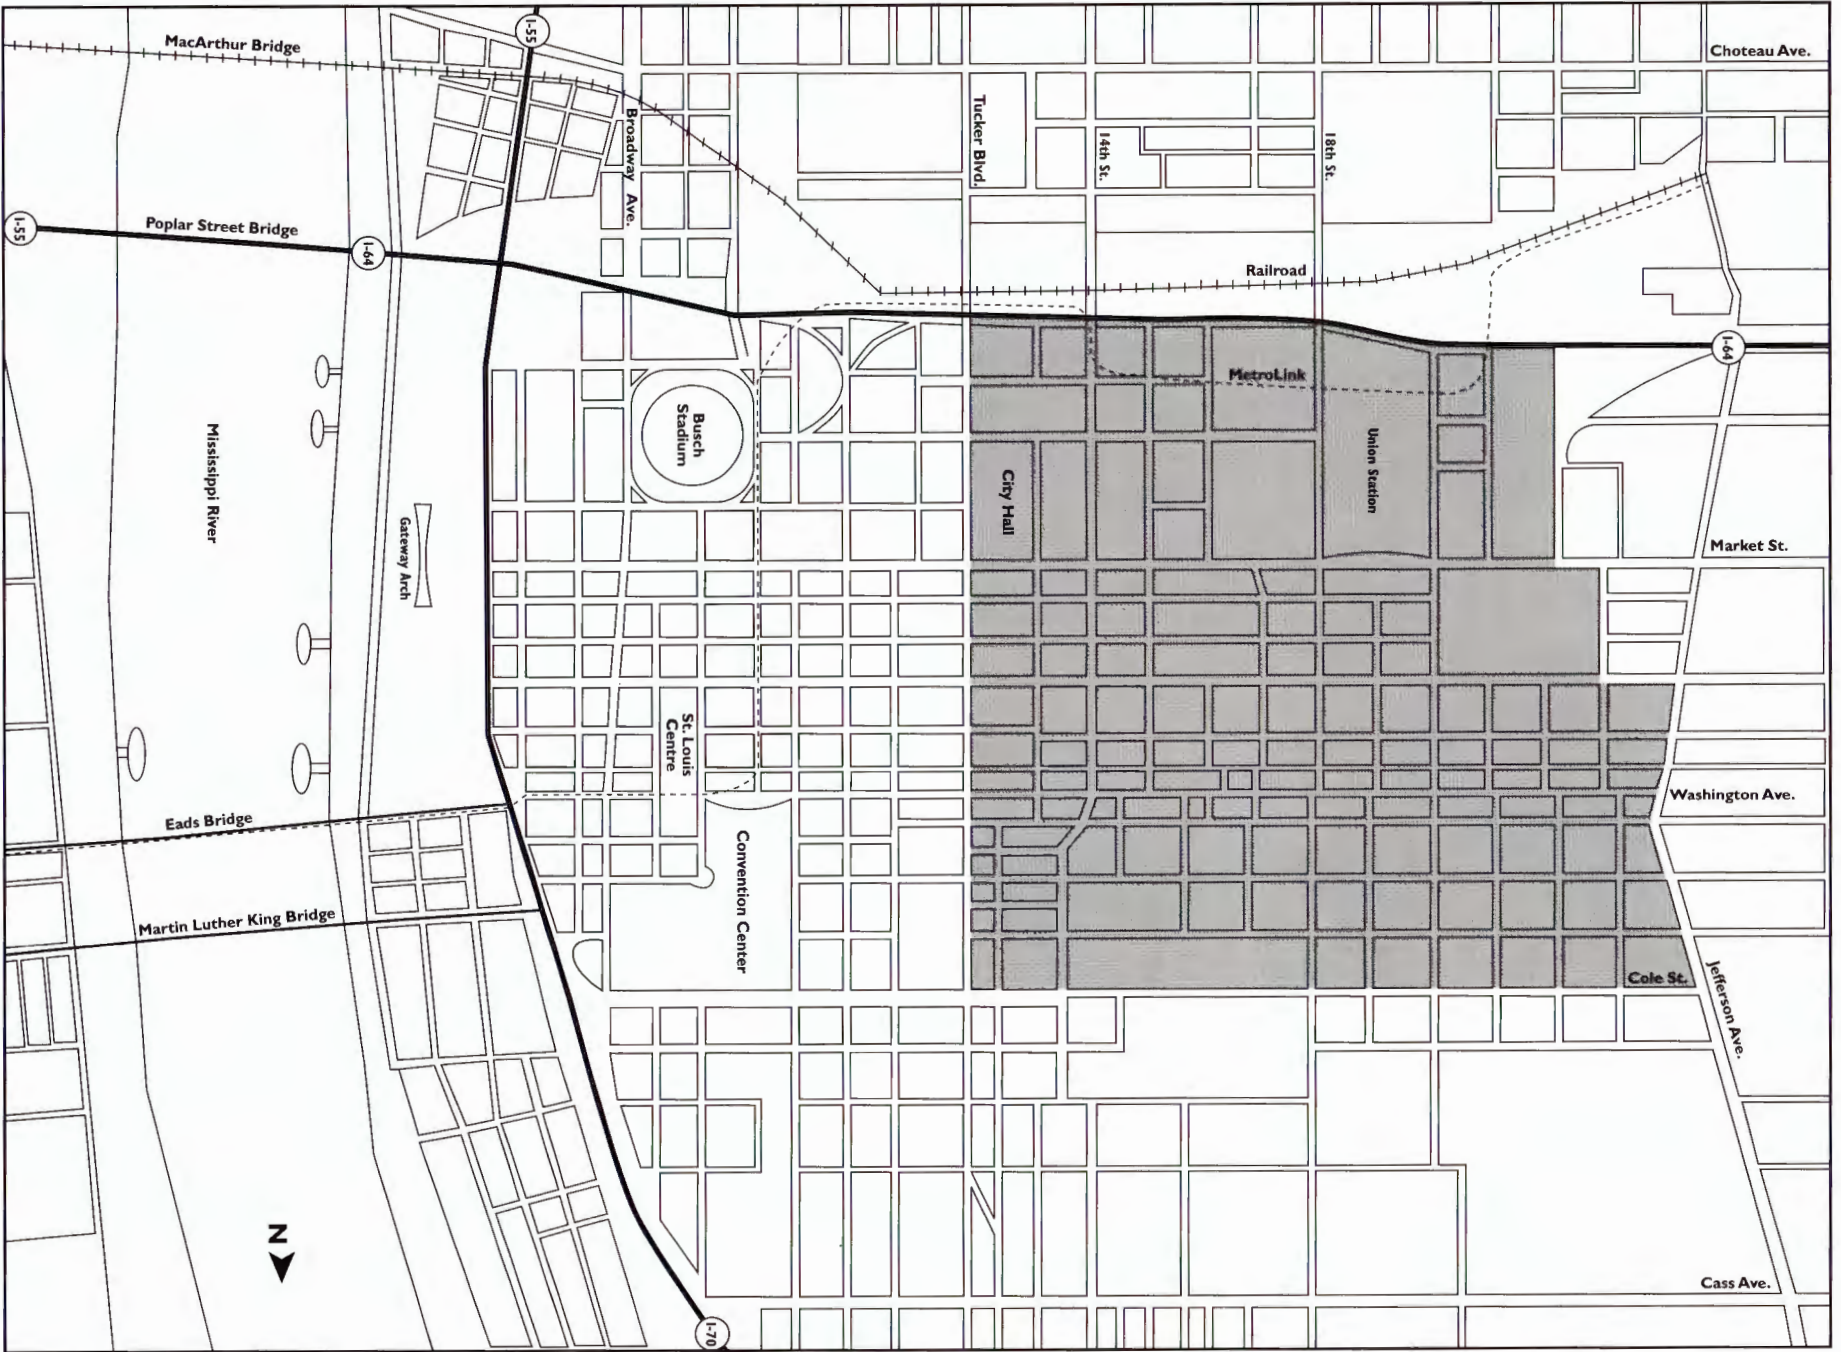 MacArthur Bridge
I-55
Choteau Ave.
Broadway Ave.
Tucker Blvd.
14th St.
18th St.
I-55
Poplar Street Bridge
I-64
Railroad
I-64
MetroLink
Busch
Stadium
Union Station
Mississippi River
City Hall
Gateway Arch
Market St.
St. Louis
Centre
Washington Ave.
Eads Bridge
Convention Center
Martin Luther King Bridge
Cole St.
Jefferson Ave.
N
Cass Ave.
I-70